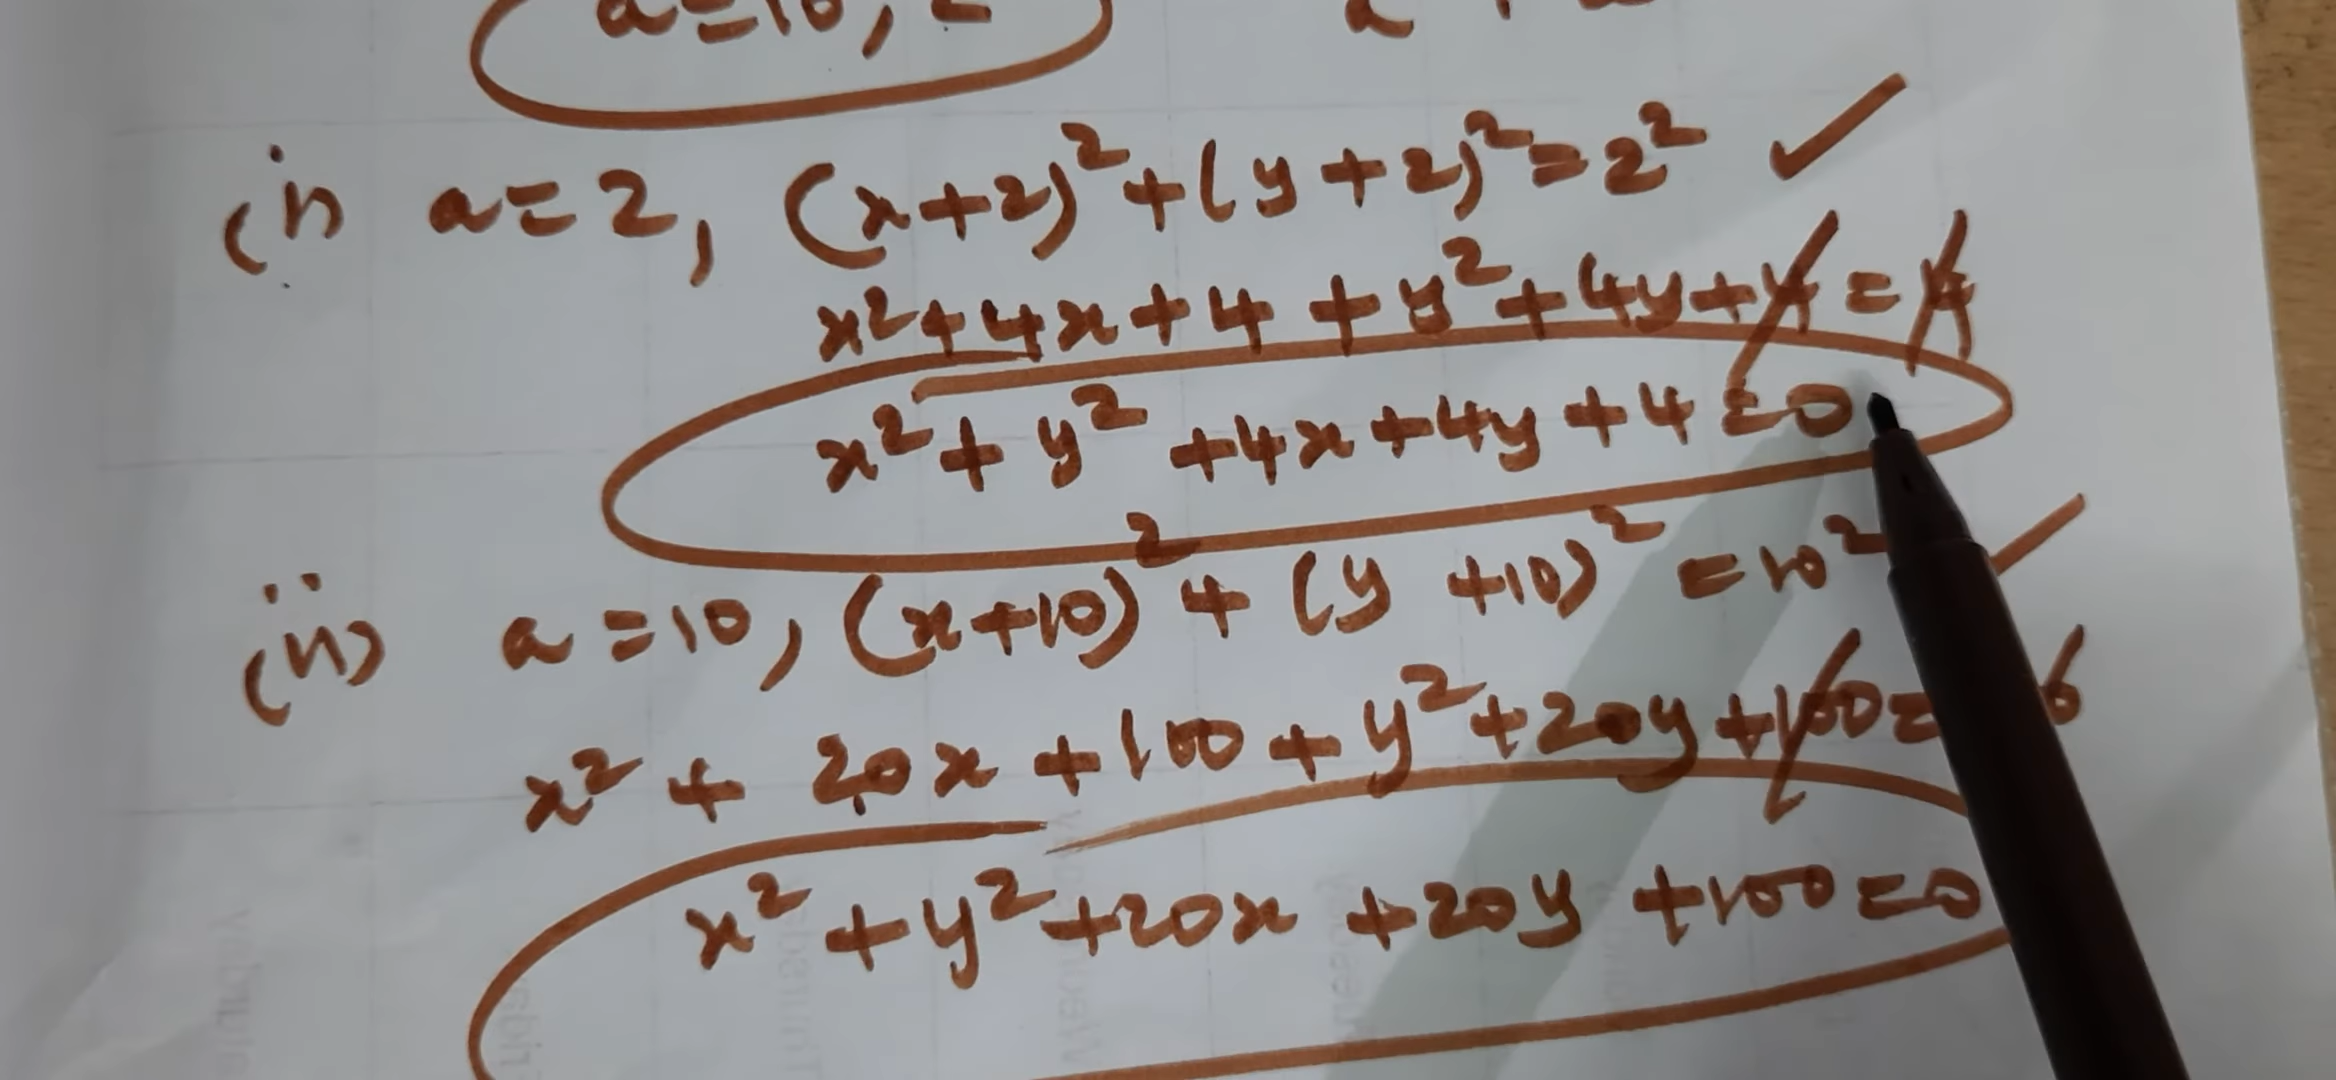 a=10, 2
(i) a=2, (x+2)²+(y+2)²=2² ✓
x²+4x+4+y²+4y+4=4
x²+y²+4x+4y+4=0
(ii) a=10, (x+10)²+(y+10)²=10²
x²+20x+100+y²+20y+100=
x²+y²+20x+20y+100=0